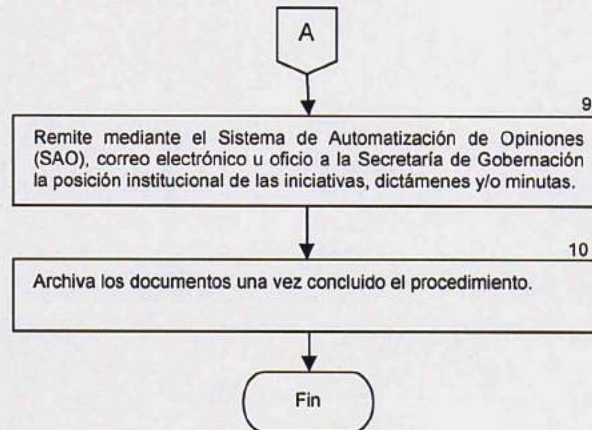 A
9
Remite mediante el Sistema de Automatización de Opiniones
(SAO), correo electrónico u oficio a la Secretaría de Gobernación
la posición institucional de las iniciativas, dictámenes y/o minutas.
10
Archiva los documentos una vez concluido el procedimiento.
Fin